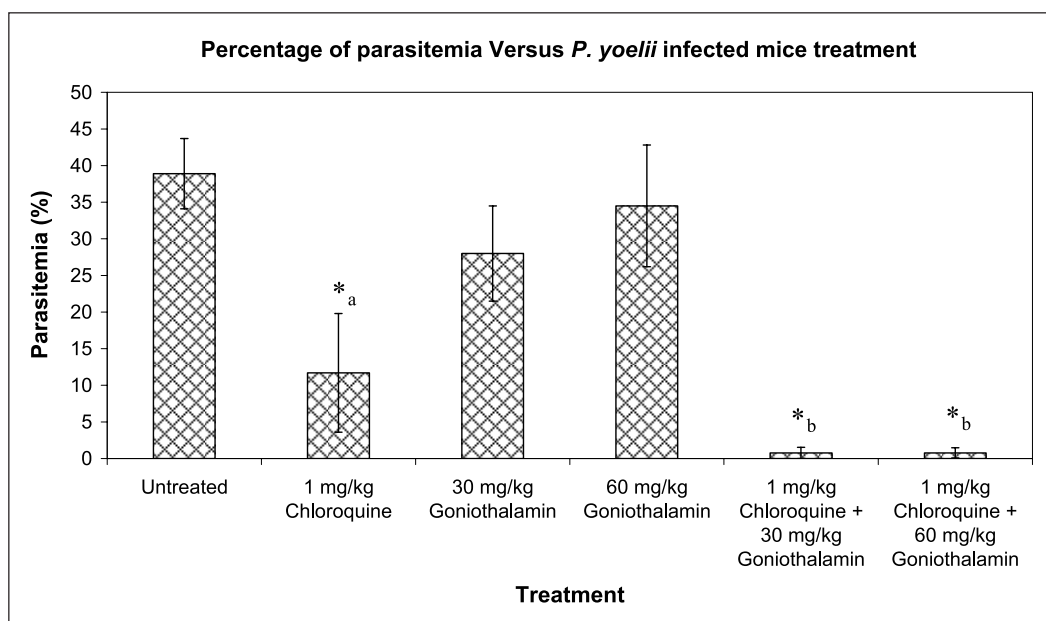 Percentage of parasitemia Versus P. yoelii infected mice treatment
Parasitemia (%)
50
45
40
35
30
25
20
15
10
5
0
*a
*b
*b
Untreated
1 mg/kg
Chloroquine
30 mg/kg
Goniothalamin
60 mg/kg
Goniothalamin
1 mg/kg
Chloroquine +
30 mg/kg
Goniothalamin
1 mg/kg
Chloroquine +
60 mg/kg
Goniothalamin
Treatment